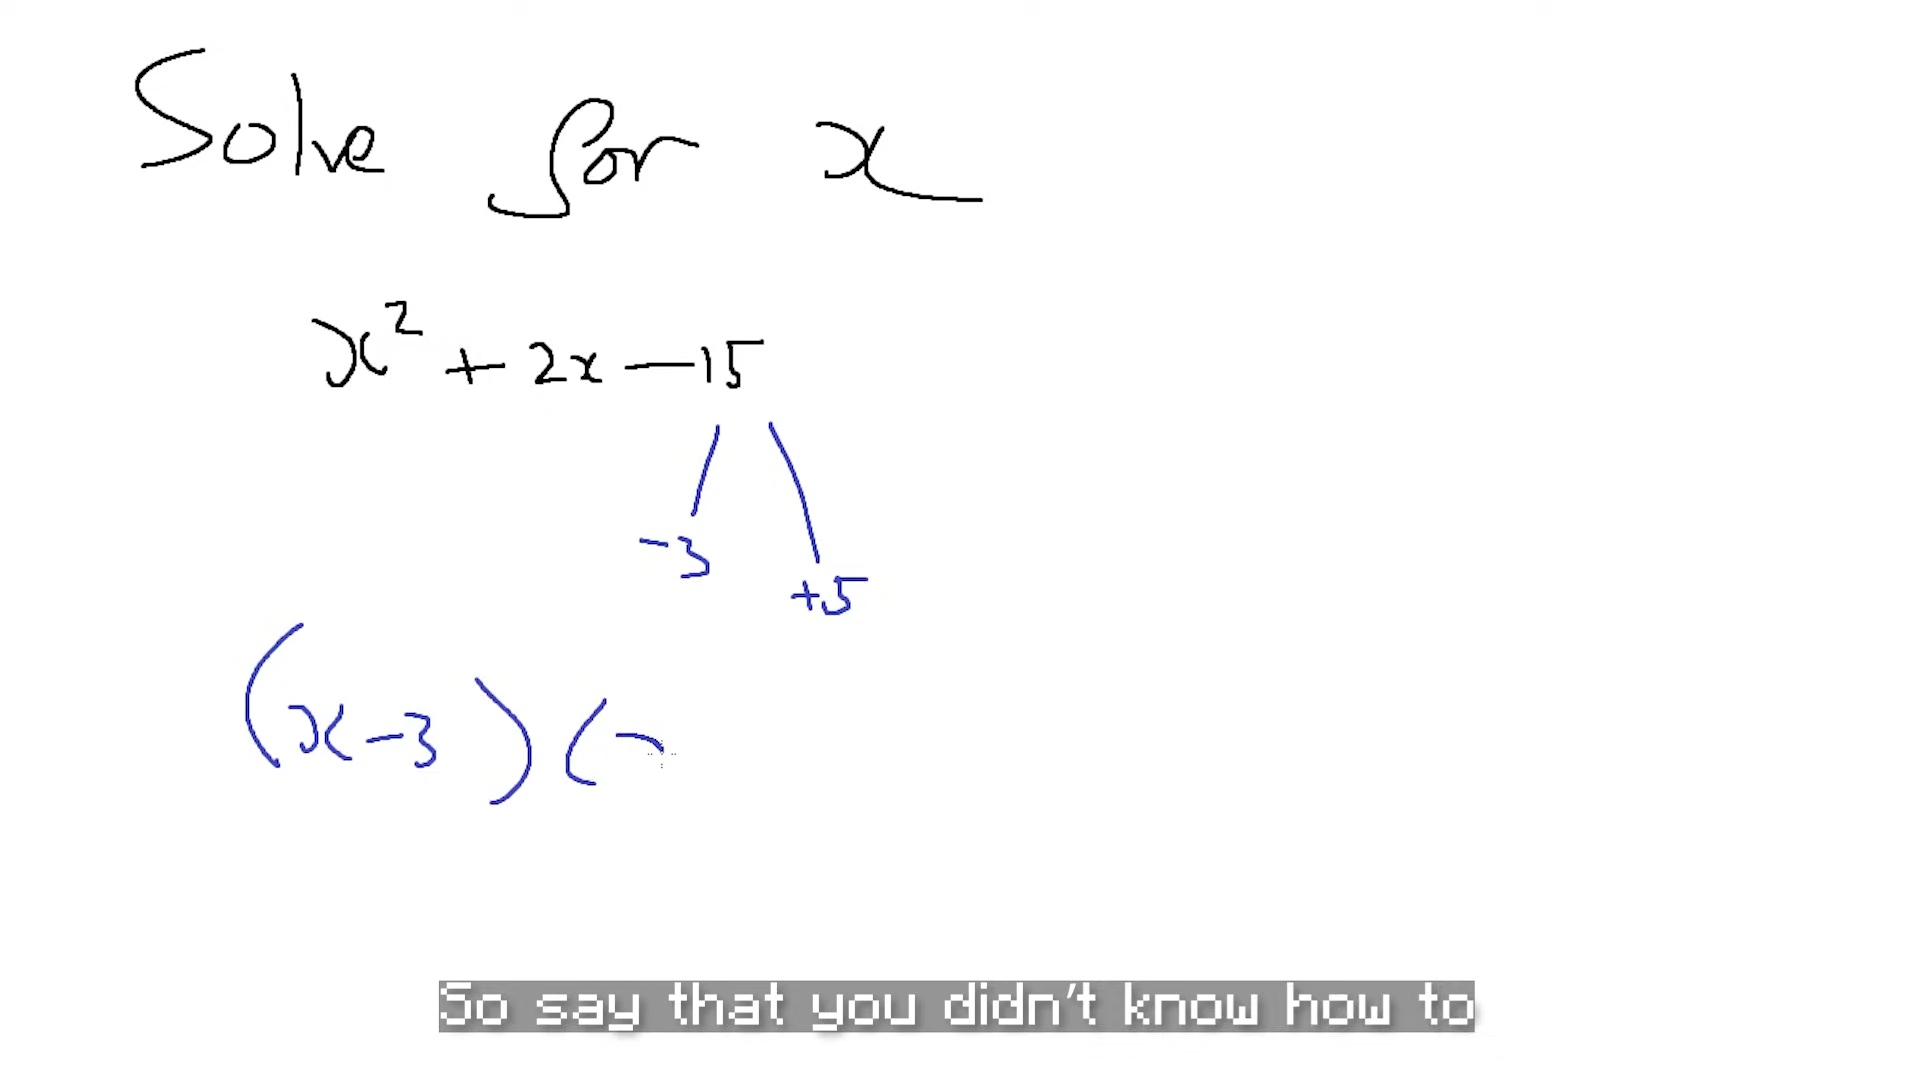 Solve for x
x² + 2x - 15
-3
+5
(x-3)(
So say that you didn't know how to